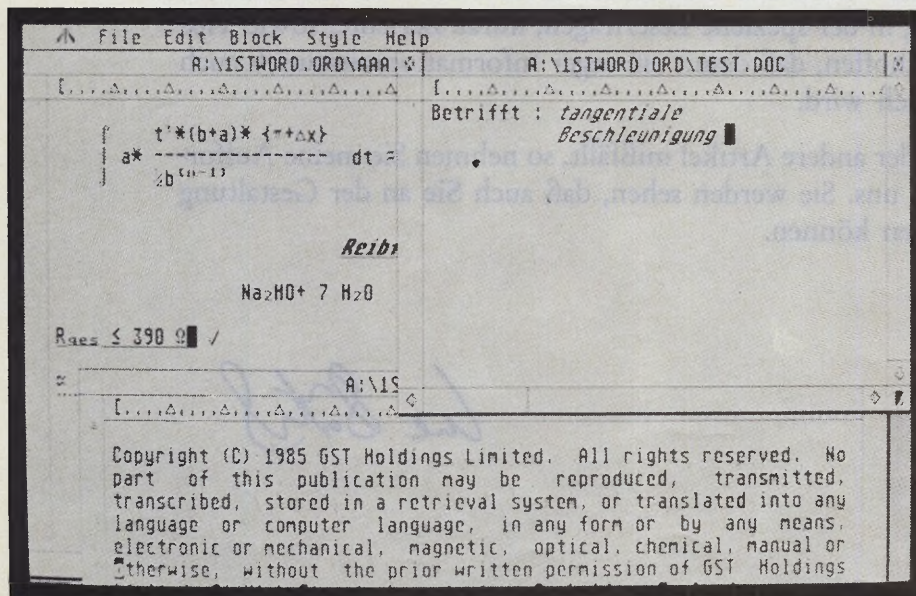 File Edit Block Style Help
A:\1STWORD.ORD\AAA.
t'*(b+a)* {π+△x}
a* ------------------ dt =
½b⁽ⁿ⁻¹⁾
Reib
Na₂HO+ 7 H₂O
Rges ≤ 390 Ω √
A:\1STWORD.ORD\TEST.DOC
Betrifft : tangentiale
Beschleunigung
A:\1S
Copyright (C) 1985 GST Holdings Limited. All rights reserved. No
part of this publication may be reproduced, transmitted,
transcribed, stored in a retrieval system, or translated into any
language or computer language, in any form or by any means,
electronic or mechanical, magnetic, optical, chemical, manual or
otherwise, without the prior written permission of GST Holdings